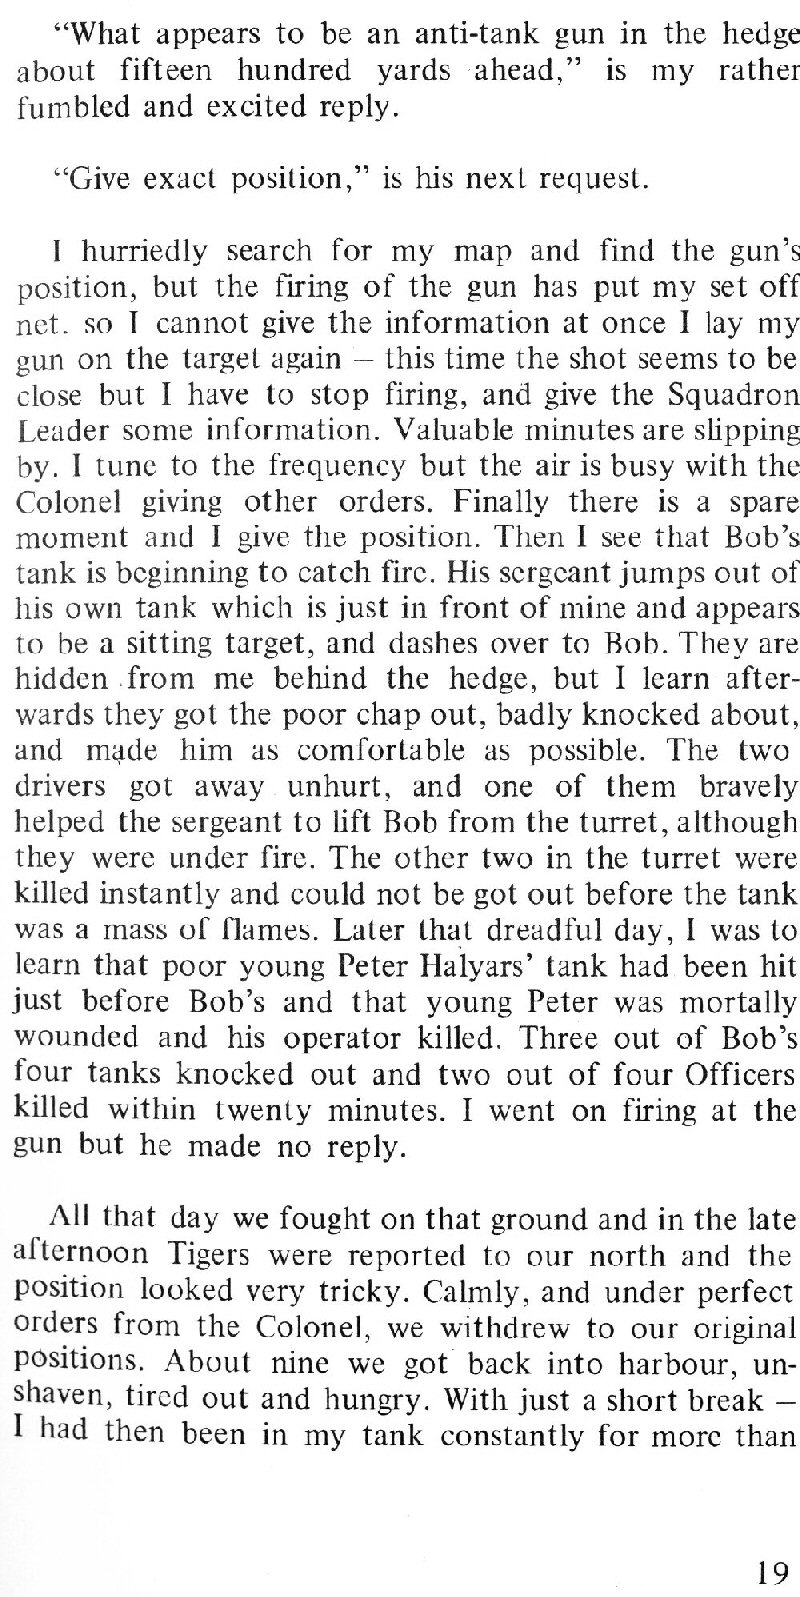 “What appears to be an anti-tank gun in the hedge
about fifteen hundred yards ahead,” is my rather
fumbled and excited reply.
“Give exact position,” is his next request.
I hurriedly search for my map and find the gun’s
position, but the firing of the gun has put my set off
net. so I cannot give the information at once I lay my
gun on the target again — this time the shot seems to be
close but I have to stop firing, and give the Squadron
Leader some information. Valuable minutes are slipping
by. I tune to the frequency but the air is busy with the
Colonel giving other orders. Finally there is a spare
moment and I give the position. Then I see that Bob’s
tank is beginning to catch fire. His sergeant jumps out of
his own tank which is just in front of mine and appears
to be a sitting target, and dashes over to Bob. They are
hidden from me behind the hedge, but I learn after-
wards they got the poor chap out, badly knocked about,
and made him as comfortable as possible. The two
drivers got away unhurt, and one of them bravely
helped the sergeant to lift Bob from the turret, although
they were under fire. The other two in the turret were
killed instantly and could not be got out before the tank
was a mass of flames. Later that dreadful day, I was to
learn that poor young Peter Halyars’ tank had been hit
just before Bob’s and that young Peter was mortally
wounded and his operator killed. Three out of Bob’s
four tanks knocked out and two out of four Officers
killed within twenty minutes. I went on firing at the
gun but he made no reply.
All that day we fought on that ground and in the late
afternoon Tigers were reported to our north and the
position looked very tricky. Calmly, and under perfect
orders from the Colonel, we withdrew to our original
positions. About nine we got back into harbour, un-
shaven, tired out and hungry. With just a short break —
I had then been in my tank constantly for more than
19